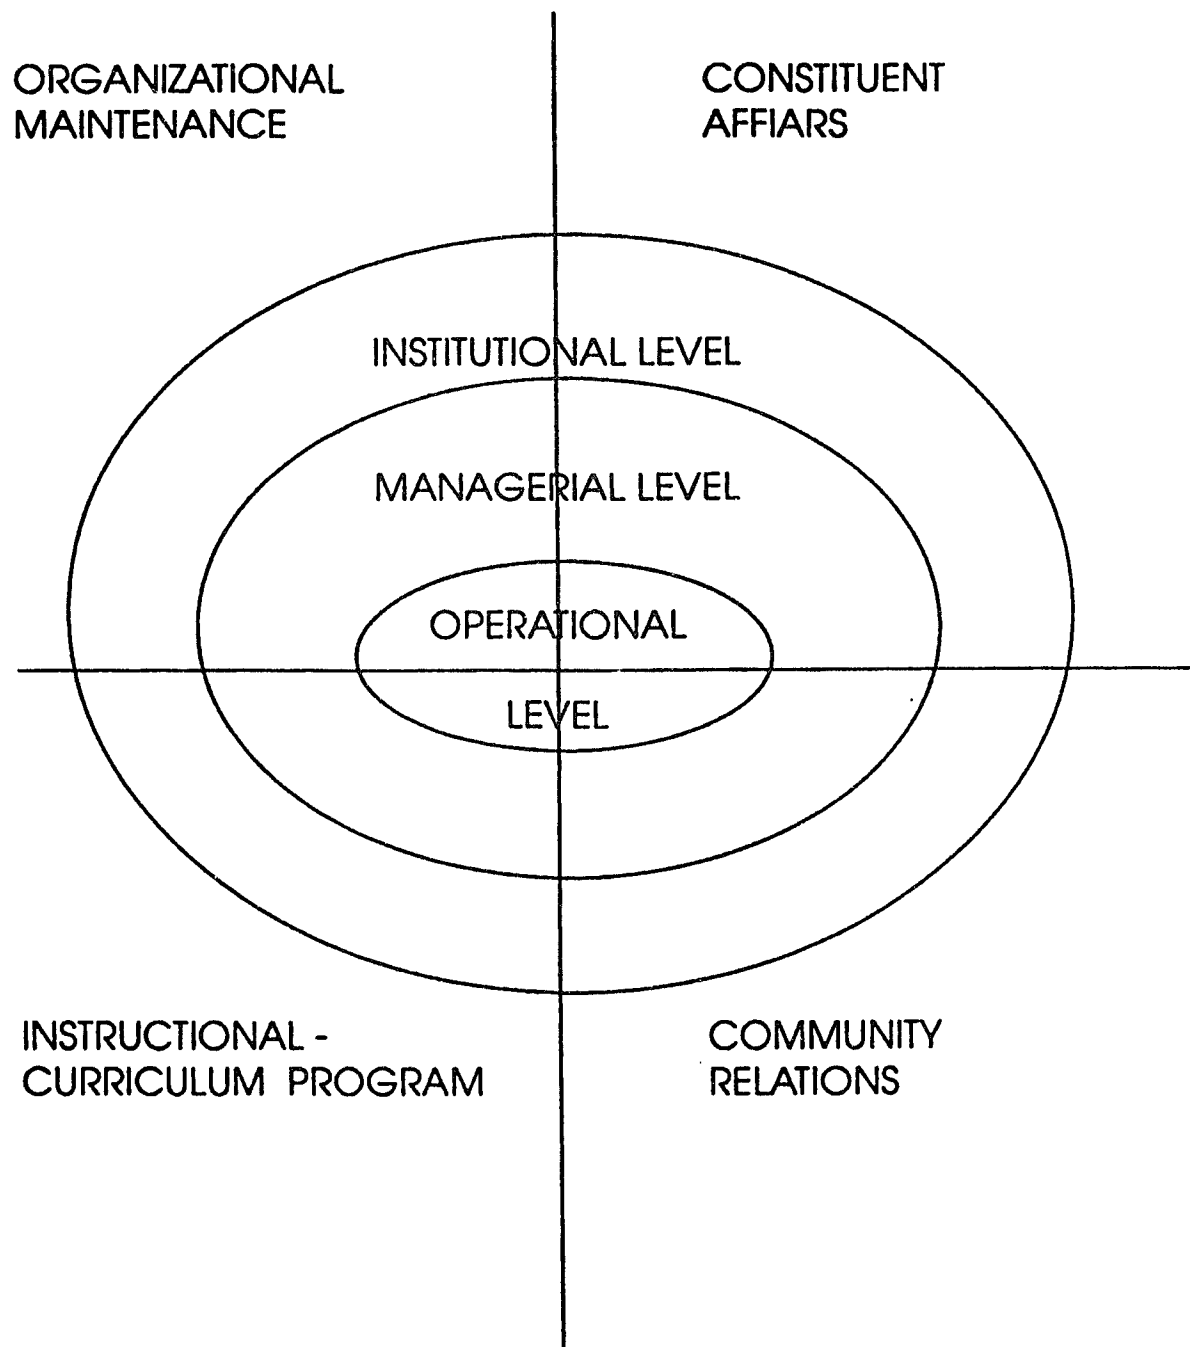 ORGANIZATIONAL
MAINTENANCE
CONSTITUENT
AFFIARS
INSTITUTIONAL LEVEL
MANAGERIAL LEVEL
OPERATIONAL
LEVEL
INSTRUCTIONAL -
CURRICULUM PROGRAM
COMMUNITY
RELATIONS